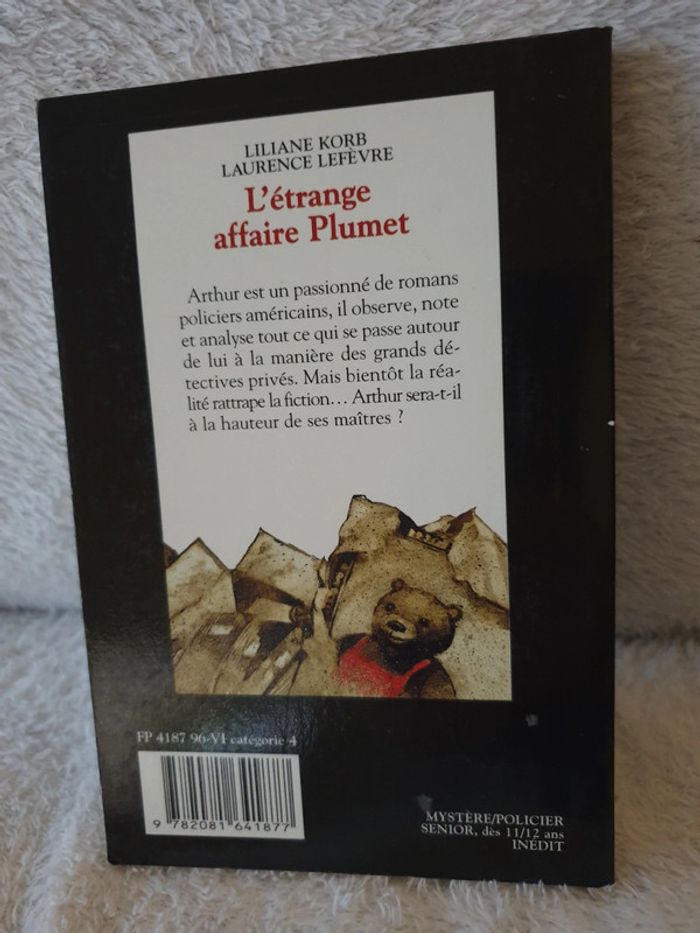 LILIANE KORB
LAURENCE LEFÈVRE
L'étrange
affaire Plumet
Arthur est un passionné de romans
policiers américains, il observe, note
et analyse tout ce qui se passe autour
de lui à la manière des grands dé-
tectives privés. Mais bientôt la réa-
lité rattrape la fiction... Arthur sera-t-il
à la hauteur de ses maîtres ?
FP 4187 96-VI catégorie 4
9 782081 641877
MYSTÈRE/POLICIER
SENIOR, dès 11/12 ans
INÉDIT